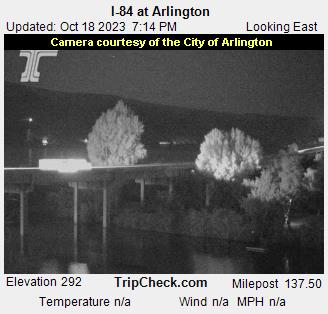 I-84 at Arlington
Updated: Oct 18 2023 7:14 PM Looking East
Camera courtesy of the City of Arlington
Elevation 292 TripCheck.com Milepost 137.50
Temperature n/a Wind n/a MPH n/a